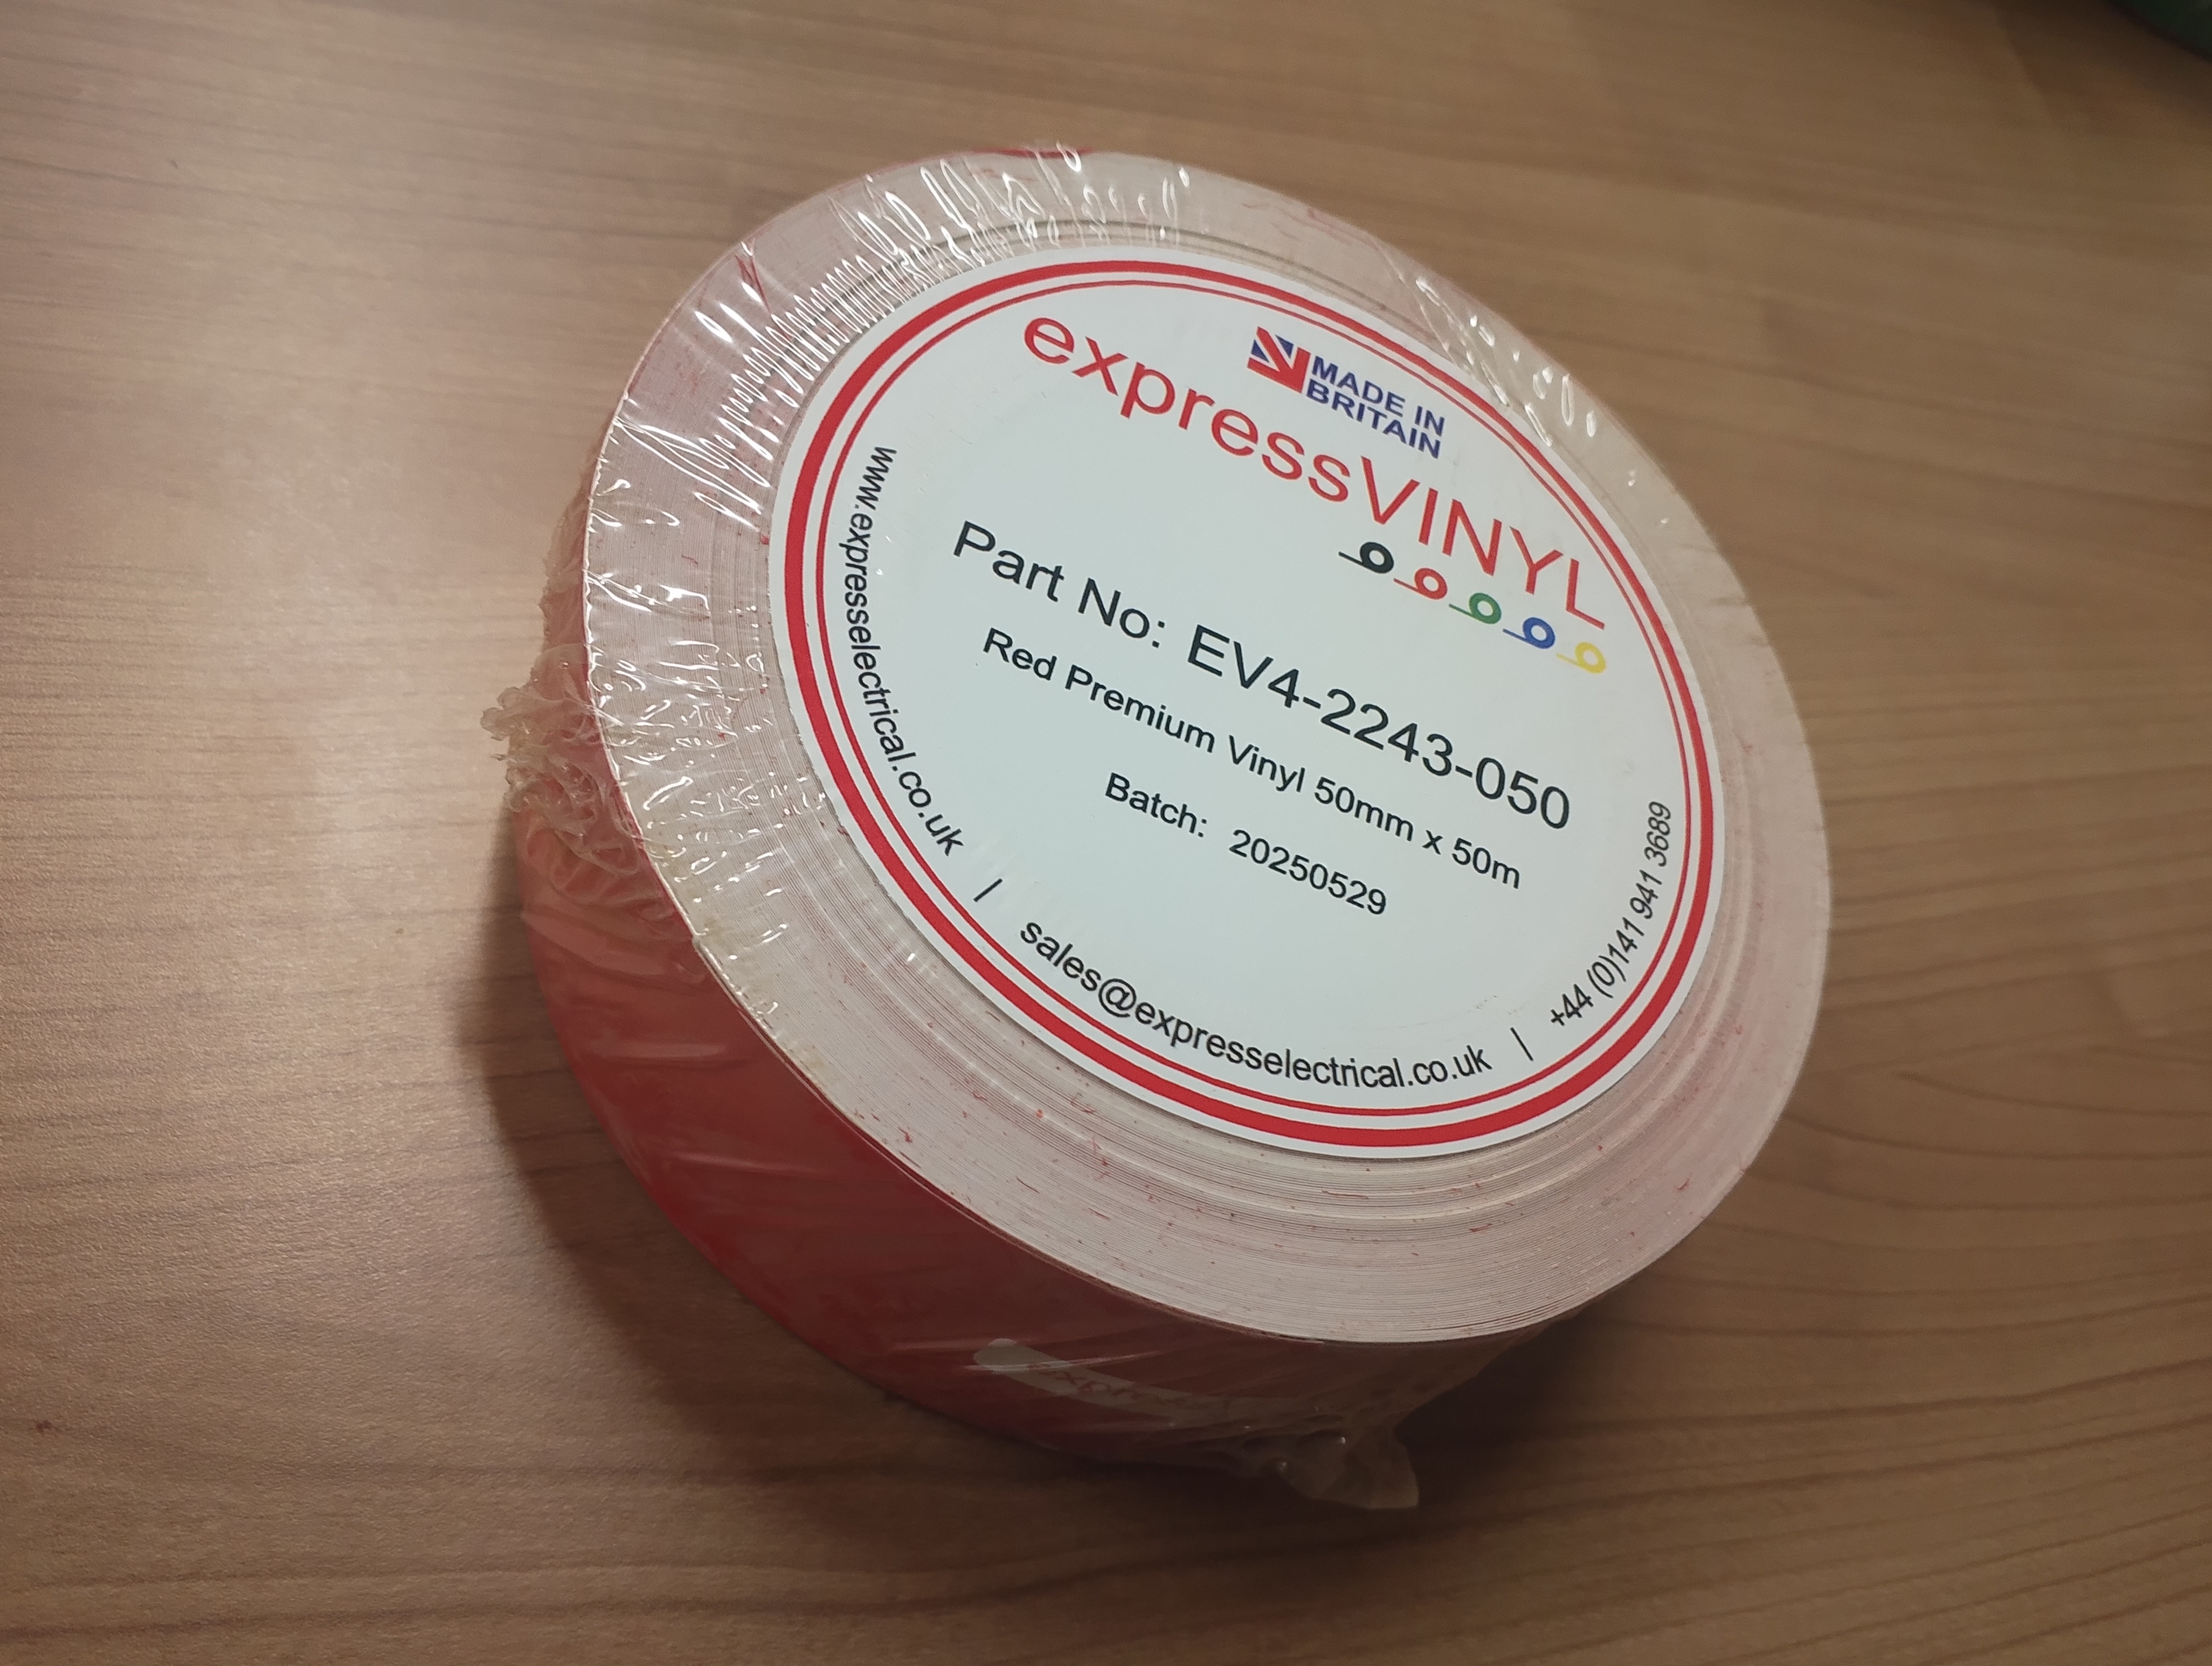 MADE IN
BRITAIN
expressVINYL
Part No: EV4-2243-050
Red Premium Vinyl 50mm x 50m
Batch: 20250529
www.expresselectrical.co.uk | sales@expresselectrical.co.uk | +44 (0)141 941 3689